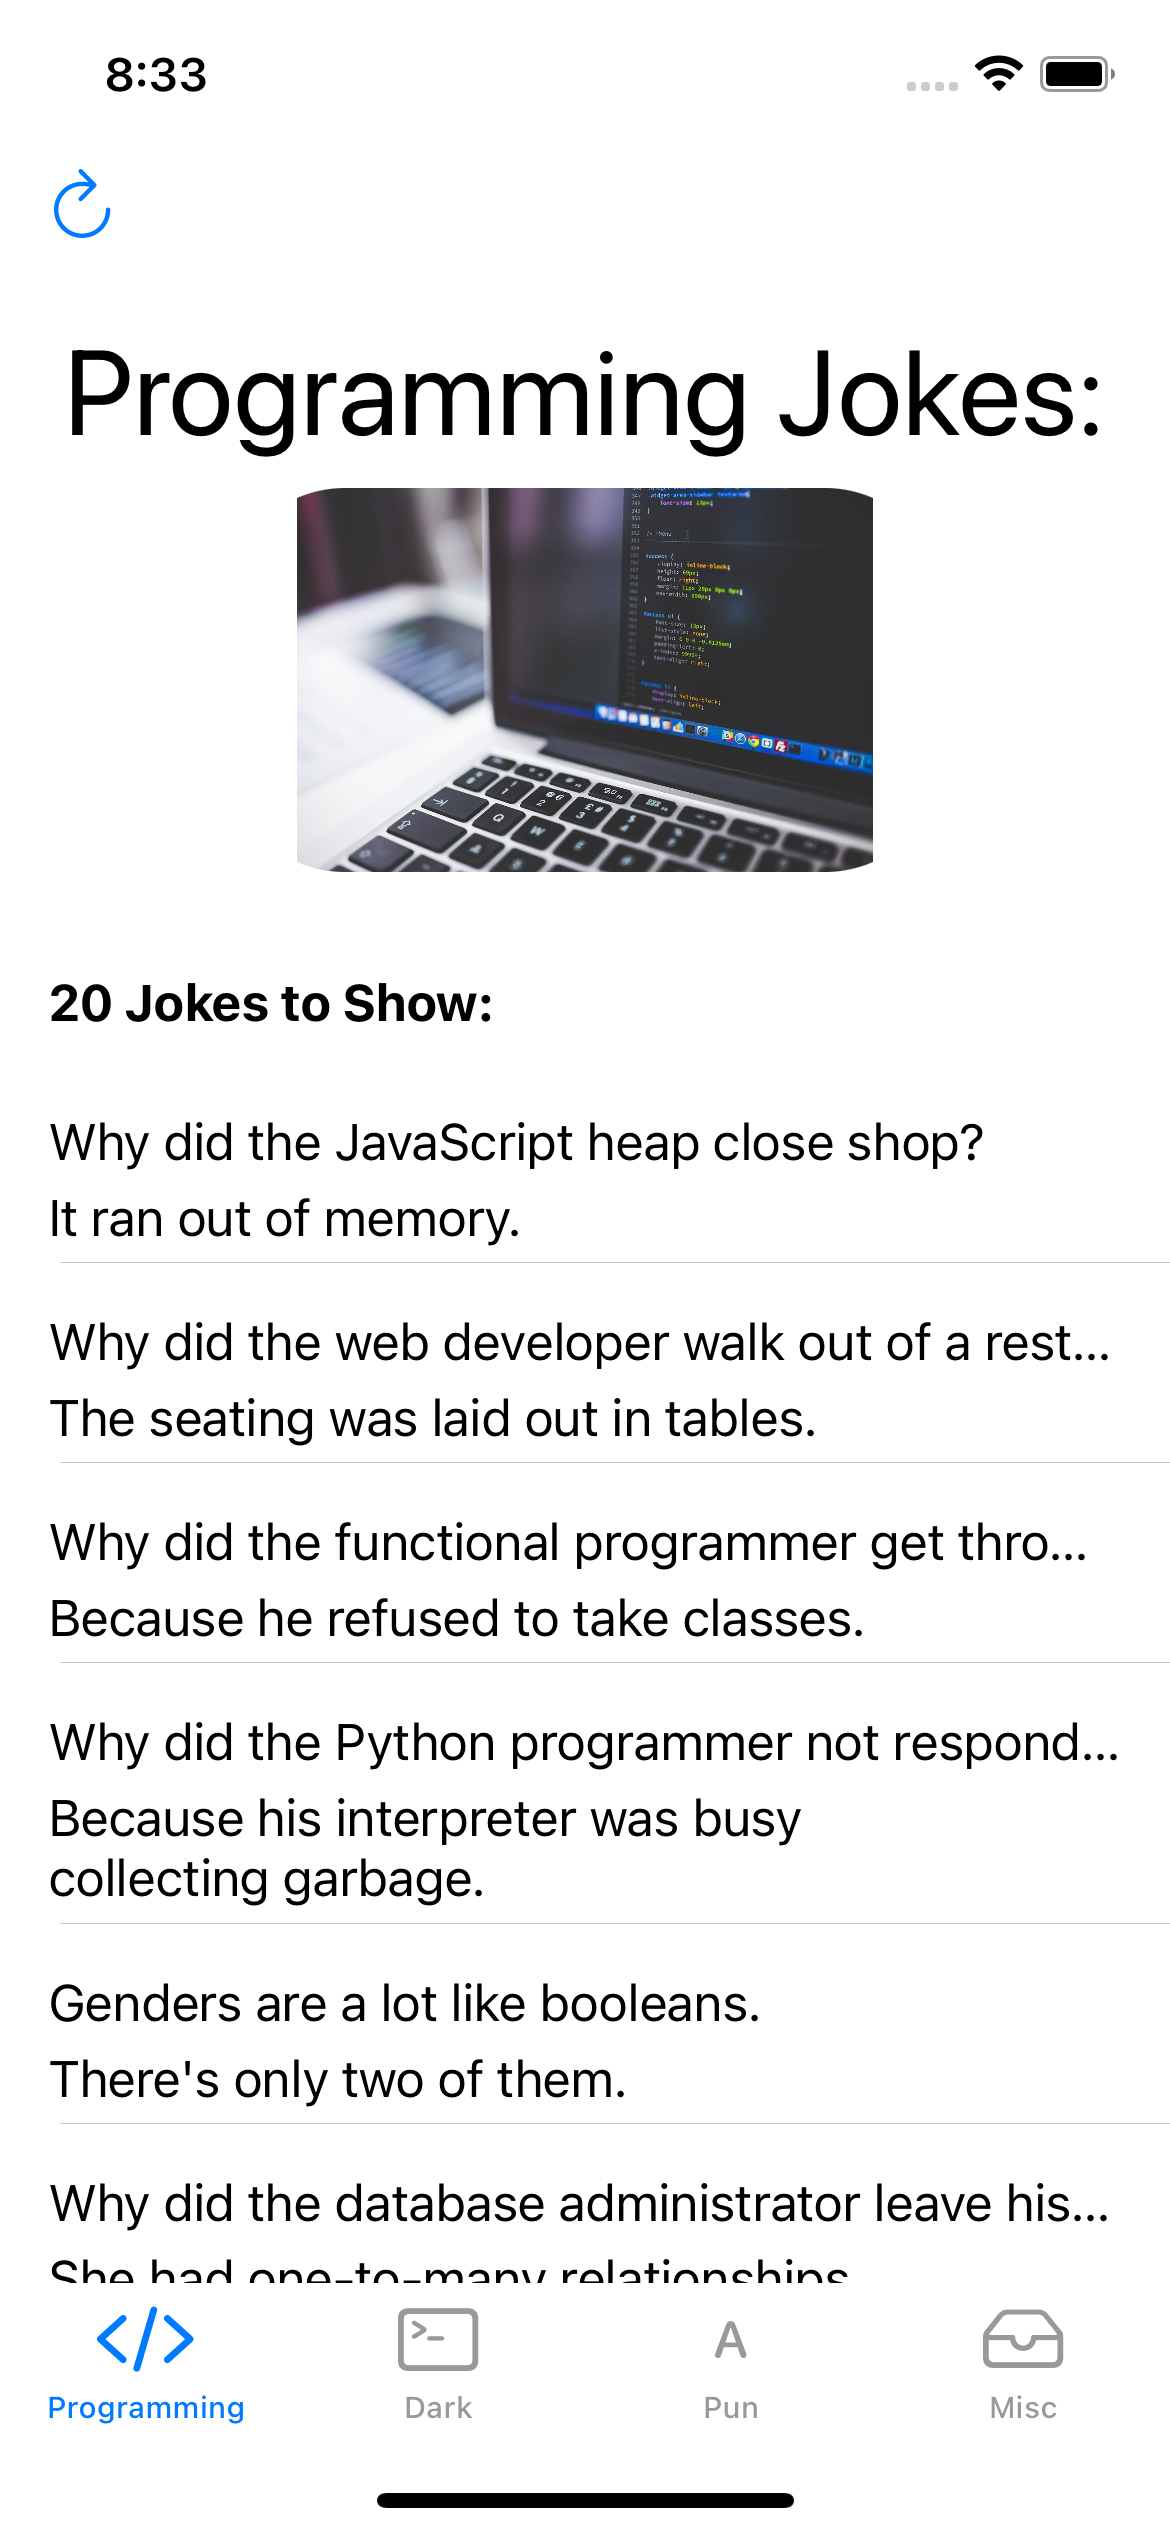 8:33
Programming Jokes:
20 Jokes to Show:
Why did the JavaScript heap close shop?
It ran out of memory.
Why did the web developer walk out of a rest...
The seating was laid out in tables.
Why did the functional programmer get thro...
Because he refused to take classes.
Why did the Python programmer not respond...
Because his interpreter was busy
collecting garbage.
Genders are a lot like booleans.
There's only two of them.
Why did the database administrator leave his...
She had one-to-many relationships
Programming
Dark
Pun
Misc